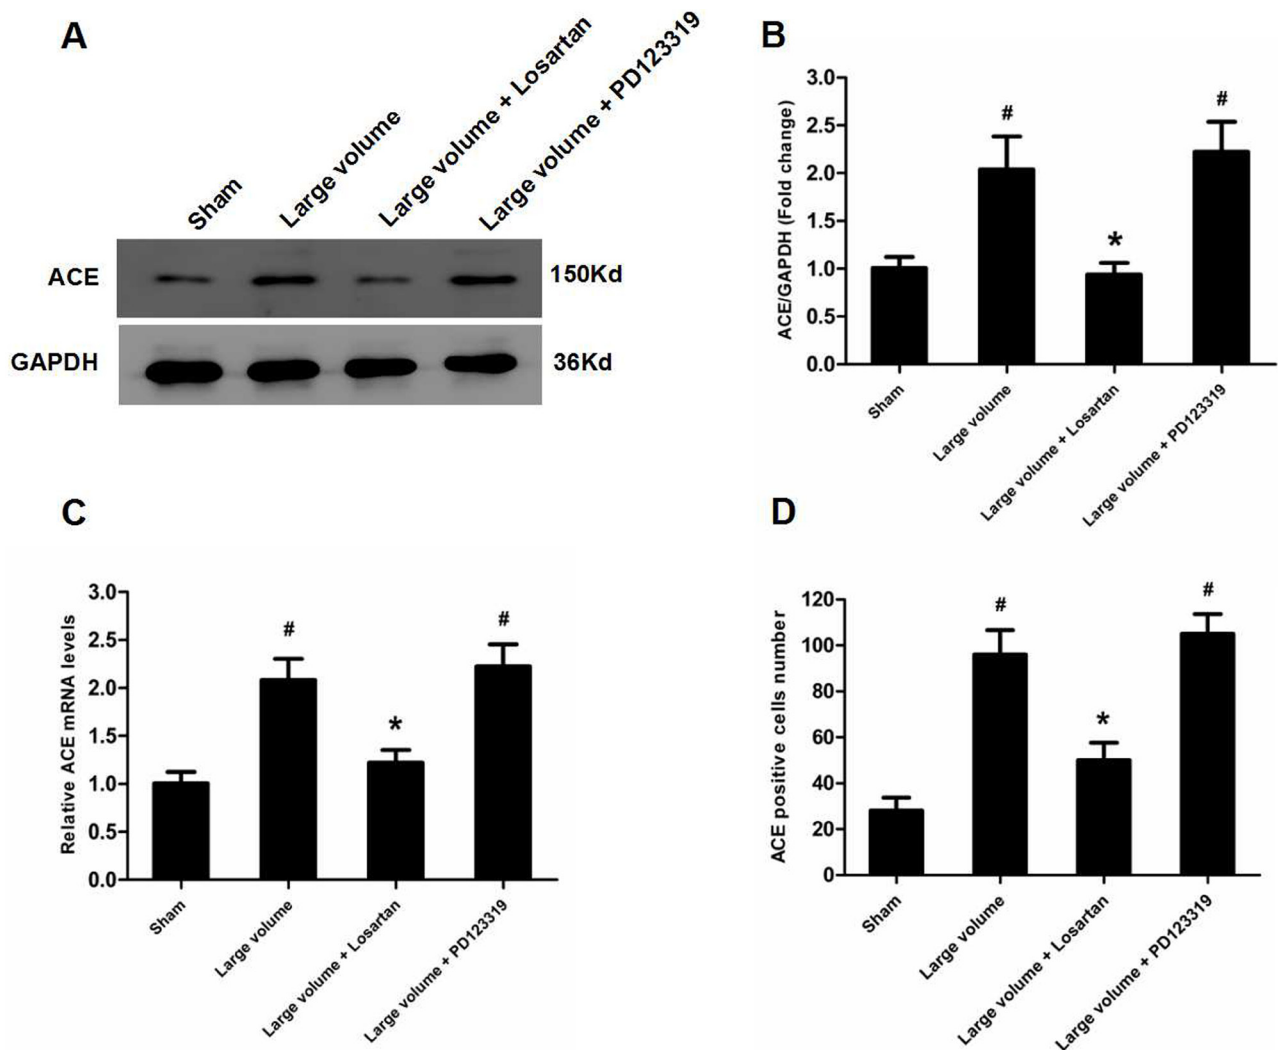 A
Sham
Large volume
Large volume + Losartan
Large volume + PD123319
ACE
150Kd
GAPDH
36Kd
B
ACE/GAPDH (Fold change)
3.0
2.5
2.0
1.5
1.0
0.5
0.0
#
*
#
Sham
Large volume
Large volume + Losartan
Large volume + PD123319
C
Relative ACE mRNA levels
3.0
2.5
2.0
1.5
1.0
0.5
0.0
#
*
#
Sham
Large volume
Large volume + Losartan
Large volume + PD123319
D
ACE positive cells number
120
100
80
60
40
20
0
#
*
#
Sham
Large volume
Large volume + Losartan
Large volume + PD123319